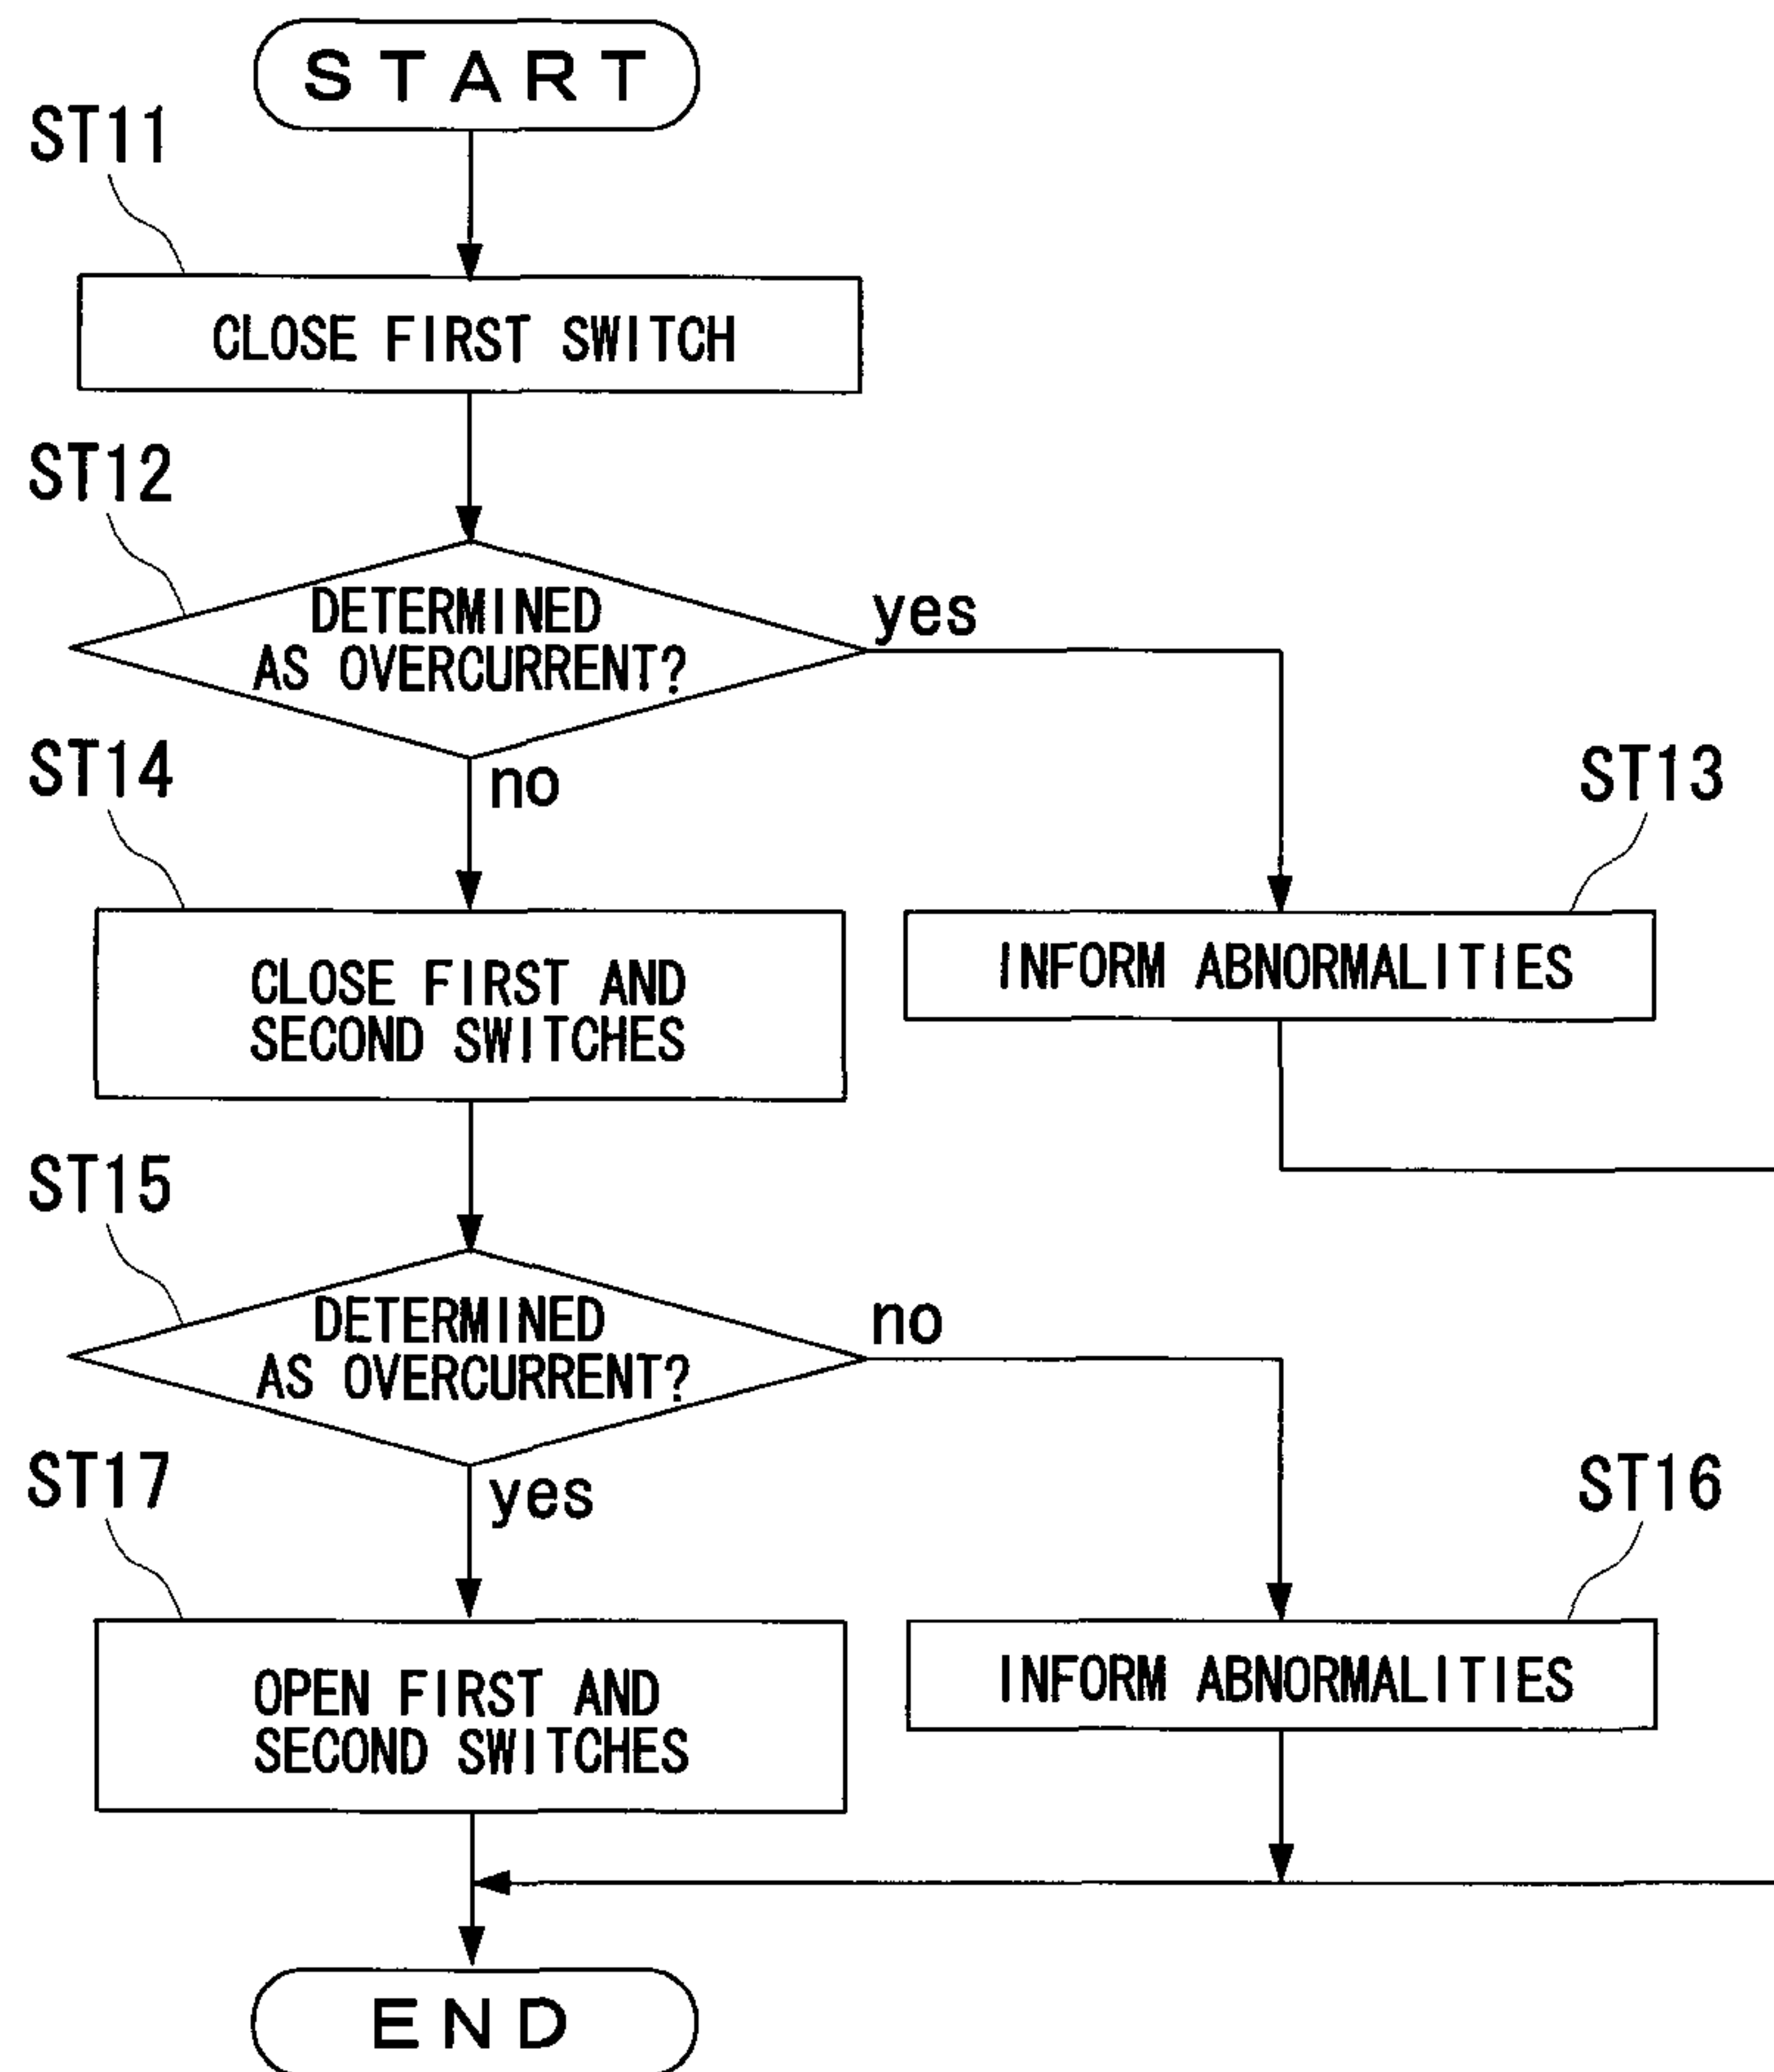 START
ST11
CLOSE FIRST SWITCH
ST12
DETERMINED
AS OVERCURRENT?
yes
no
ST13
INFORM ABNORMALITIES
ST14
CLOSE FIRST AND
SECOND SWITCHES
ST15
DETERMINED
AS OVERCURRENT?
no
yes
ST16
INFORM ABNORMALITIES
ST17
OPEN FIRST AND
SECOND SWITCHES
END